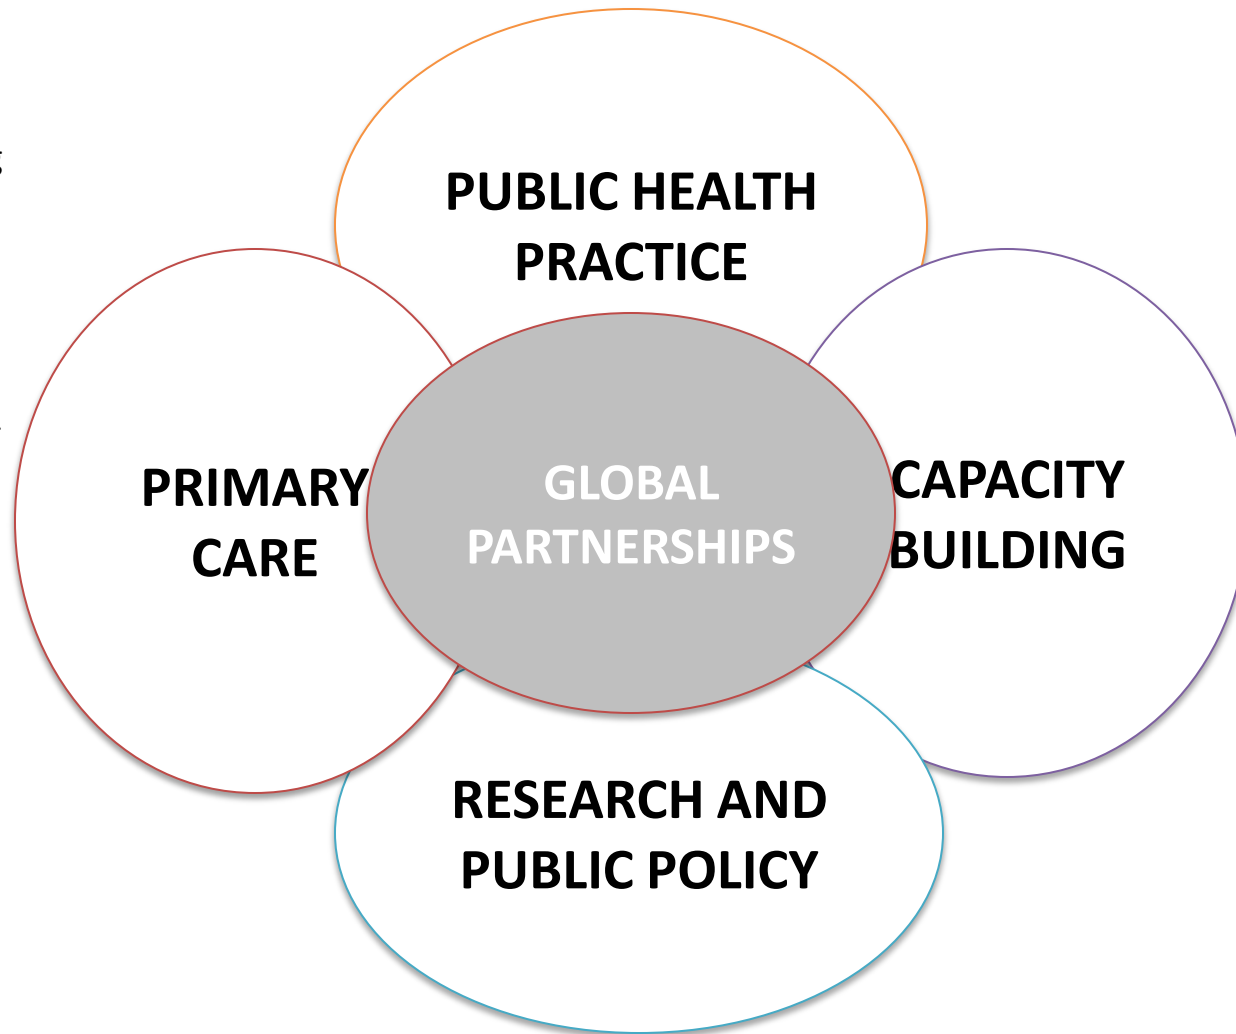 PUBLIC HEALTH
PRACTICE
PRIMARY
CARE
GLOBAL
PARTNERSHIPS
CAPACITY
BUILDING
RESEARCH AND
PUBLIC POLICY